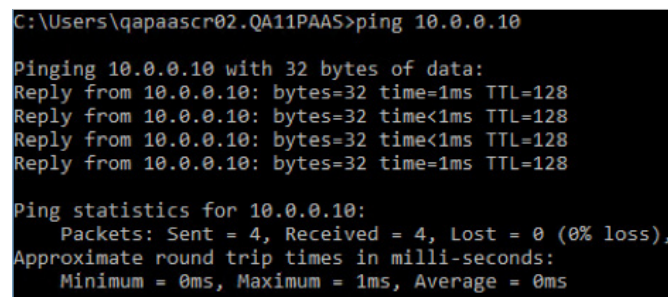 C:\Users\qapaascr02.QA11PAAS>ping 10.0.0.10
Pinging 10.0.0.10 with 32 bytes of data:
Reply from 10.0.0.10: bytes=32 time=1ms TTL=128
Reply from 10.0.0.10: bytes=32 time<1ms TTL=128
Reply from 10.0.0.10: bytes=32 time<1ms TTL=128
Reply from 10.0.0.10: bytes=32 time=1ms TTL=128
Ping statistics for 10.0.0.10:
Packets: Sent = 4, Received = 4, Lost = 0 (0% loss),
Approximate round trip times in milli-seconds:
Minimum = 0ms, Maximum = 1ms, Average = 0ms